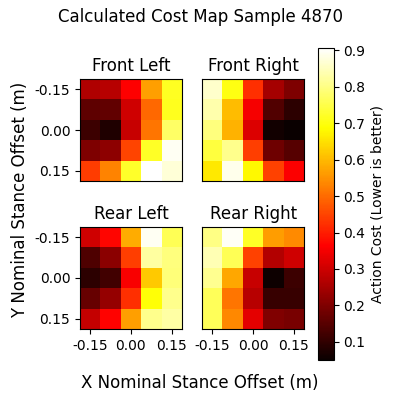 Calculated Cost Map Sample 4870
Front Left
Front Right
-0.15
0.00
0.15
Rear Left
Rear Right
-0.15
0.00
0.15
-0.15 0.00 0.15
-0.15 0.00 0.15
Y Nominal Stance Offset (m)
X Nominal Stance Offset (m)
0.9
0.8
0.7
0.6
0.5
0.4
0.3
0.2
0.1
Action Cost (Lower is better)